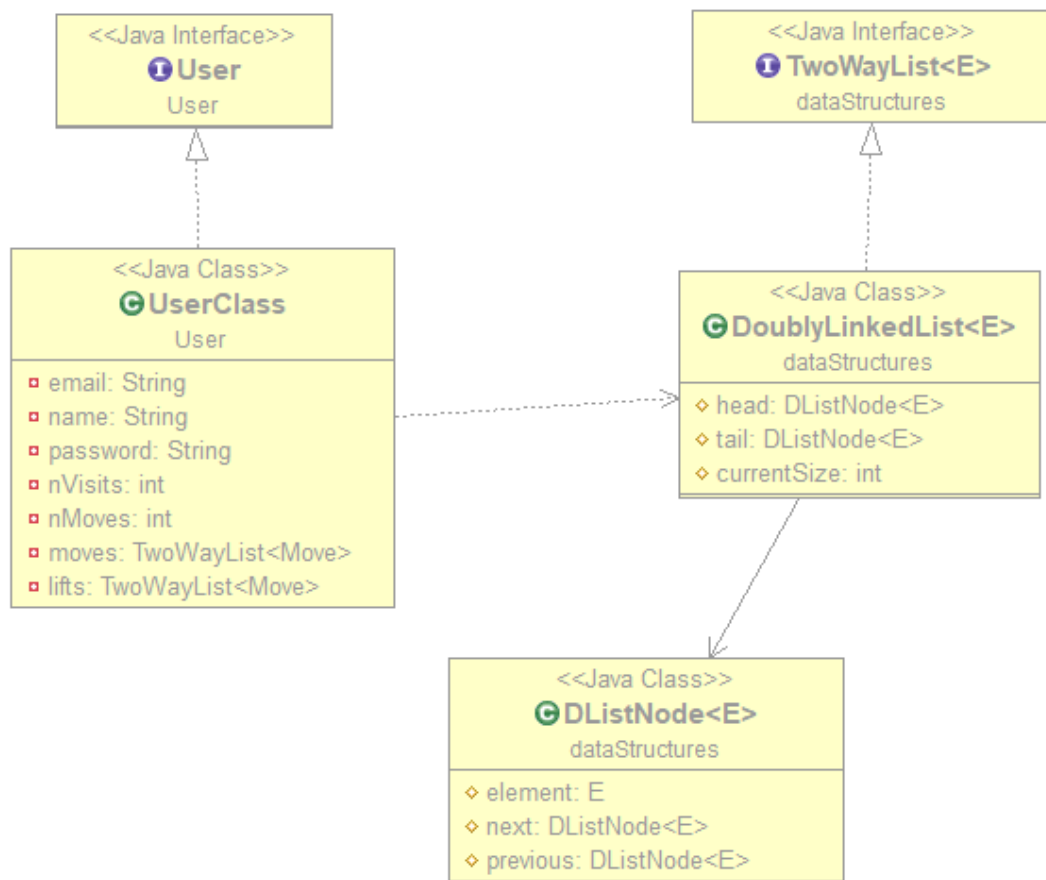 <<Java Interface>>
User
User
<<Java Interface>>
TwoWayList<E>
dataStructures
<<Java Class>>
UserClass
User
email: String
name: String
password: String
nVisits: int
nMoves: int
moves: TwoWayList<Move>
lifts: TwoWayList<Move>
<<Java Class>>
DoublyLinkedList<E>
dataStructures
head: DListNode<E>
tail: DListNode<E>
currentSize: int
<<Java Class>>
DListNode<E>
dataStructures
element: E
next: DListNode<E>
previous: DListNode<E>